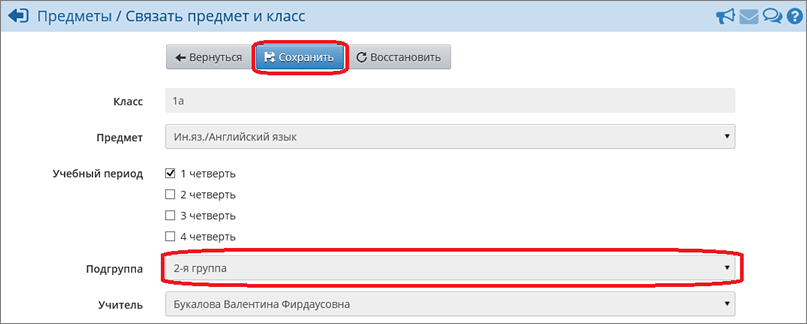 Предметы / Связать предмет и класс
Вернуться Сохранить Восстановить
Класс 1а
Предмет Ин.яз./Английский язык
Учебный период 1 четверть
2 четверть
3 четверть
4 четверть
Подгруппа 2-я группа
Учитель Букалова Валентина Фирдаусовна